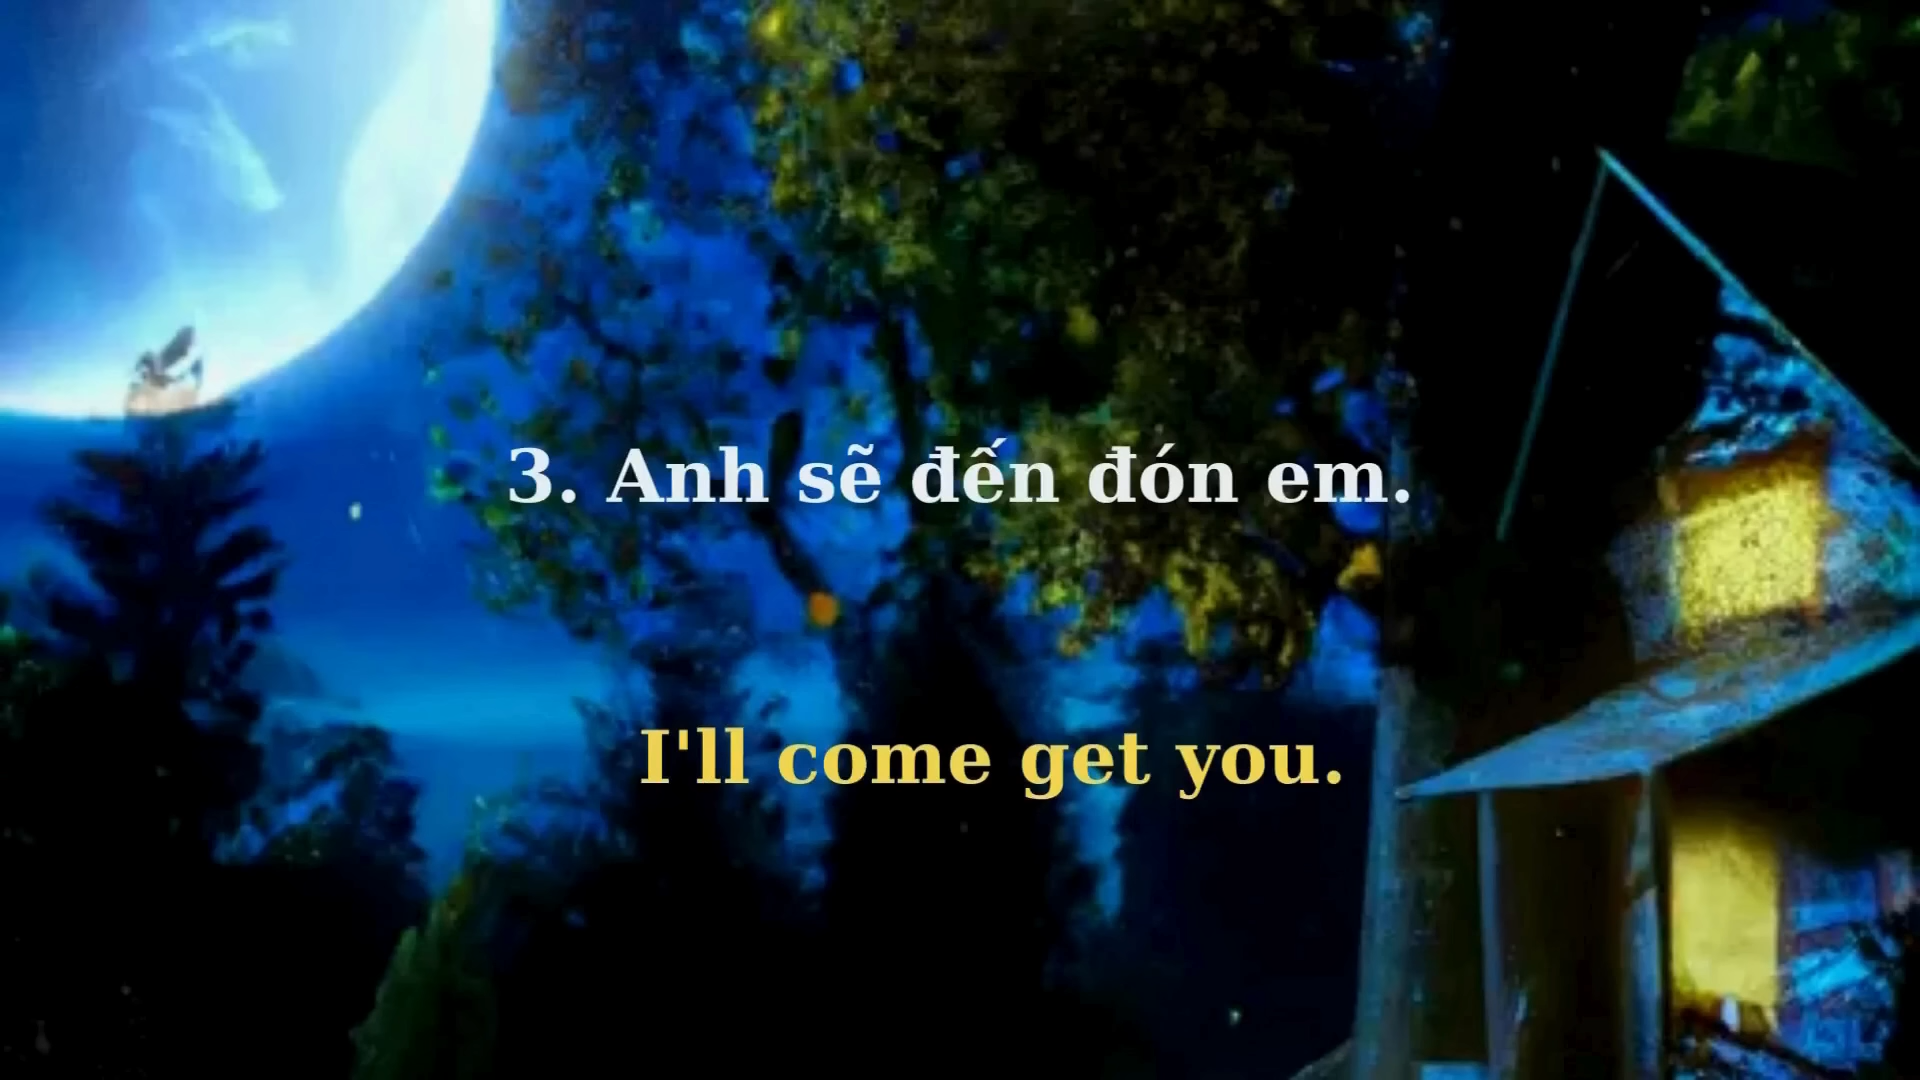 3. Anh sẽ đến đón em.
I'll come get you.